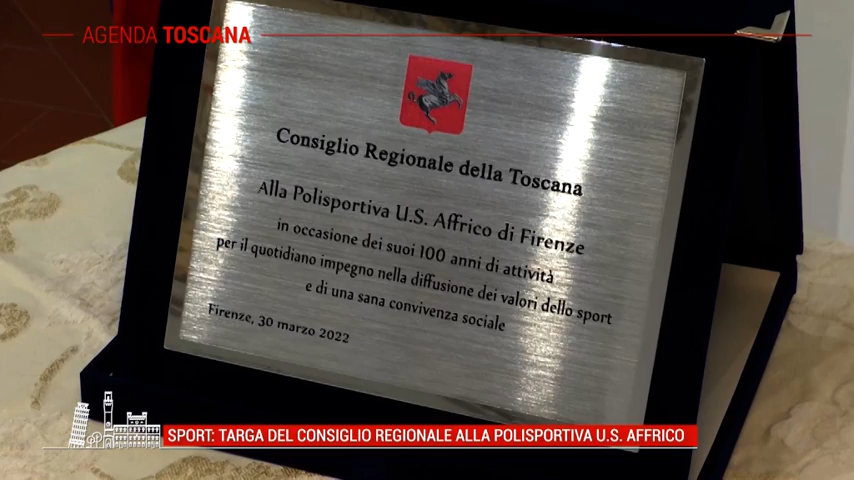 AGENDA TOSCANA
Consiglio Regionale della Toscana
Alla Polisportiva U.S. Affrico di Firenze
in occasione dei suoi 100 anni di attività
per il quotidiano impegno nella diffusione dei valori dello sport
e di una sana convivenza sociale
Firenze, 30 marzo 2022
SPORT: TARGA DEL CONSIGLIO REGIONALE ALLA POLISPORTIVA U.S. AFFRICO